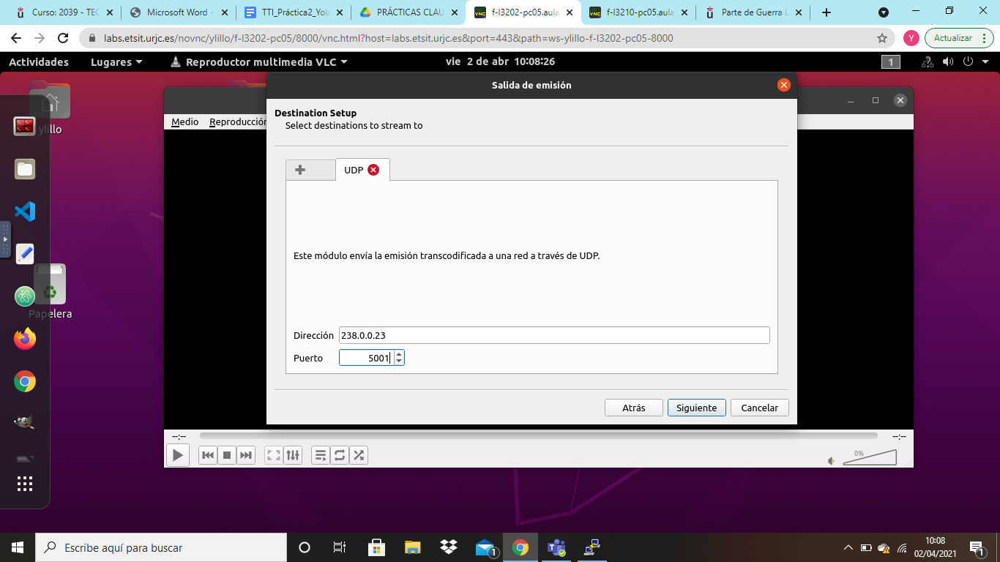 Curso: 2039 - TEC
Microsoft Word -
TTI_Práctica2_Yola
PRÁCTICAS CLAU
f-l3202-pc05.aula
f-l3210-pc05.aula
Parte de Guerra L
labs.etsit.urjc.es/novnc/ylillo/f-l3202-pc05/8000/vnc.html?host=labs.etsit.urjc.es&port=443&path=ws-ylillo-f-l3202-pc05-8000
Y
Actualizar
Actividades
Lugares
Reproductor multimedia VLC
vie 2 de abr 10:08:26
1
Salida de emisión
ylillo
Medio
Reproducción
Destination Setup
Select destinations to stream to
UDP
Este módulo envía la emisión transcodificada a una red a través de UDP.
Papelera
Dirección
238.0.0.23
Puerto
5001
Atrás
Siguiente
Cancelar
--:--
--:--
0%
Escribe aquí para buscar
1
10:08
02/04/2021
1